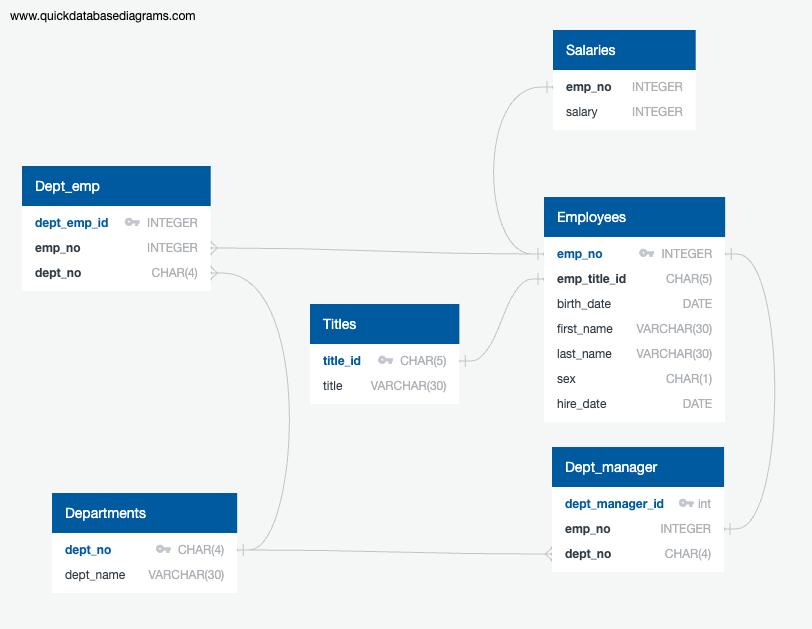 www.quickdatabasediagrams.com
Salaries
emp_no INTEGER
salary INTEGER
Dept_emp
dept_emp_id INTEGER
emp_no INTEGER
dept_no CHAR(4)
Employees
emp_no INTEGER
emp_title_id CHAR(5)
birth_date DATE
first_name VARCHAR(30)
last_name VARCHAR(30)
sex CHAR(1)
hire_date DATE
Titles
title_id CHAR(5)
title VARCHAR(30)
Dept_manager
dept_manager_id int
emp_no INTEGER
dept_no CHAR(4)
Departments
dept_no CHAR(4)
dept_name VARCHAR(30)